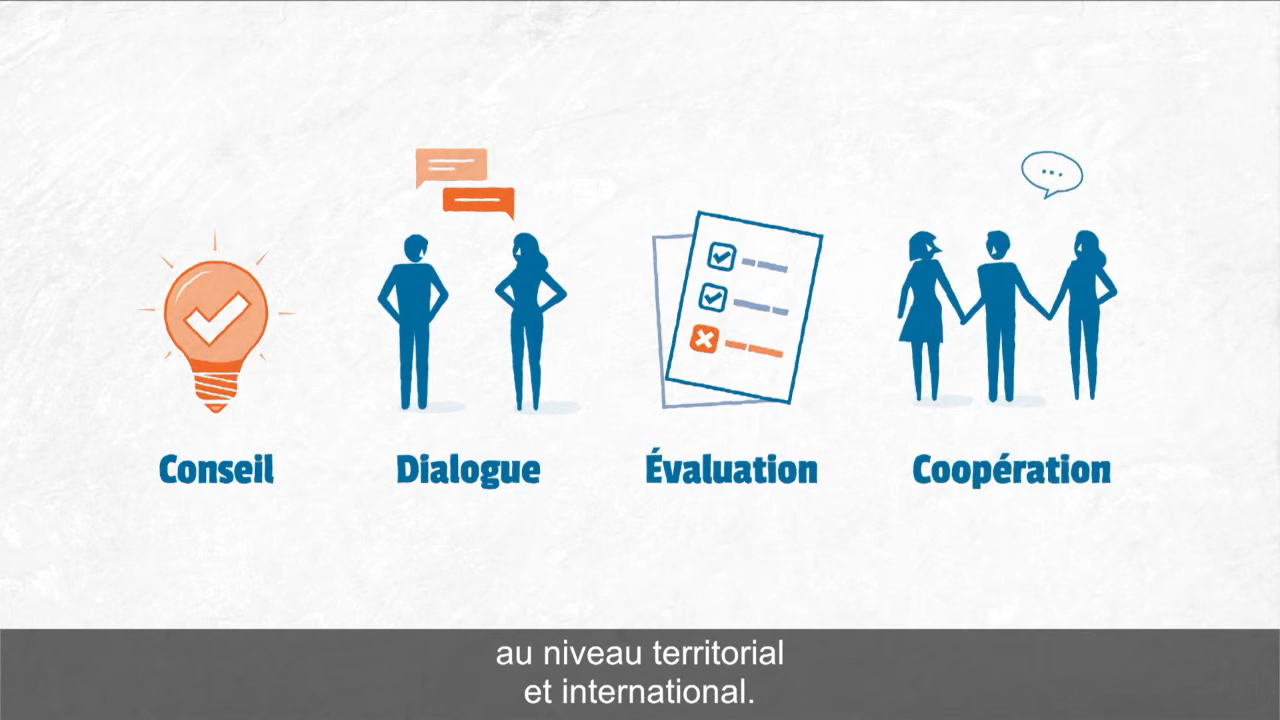 Conseil
Dialogue
Évaluation
Coopération
au niveau territorial
et international.